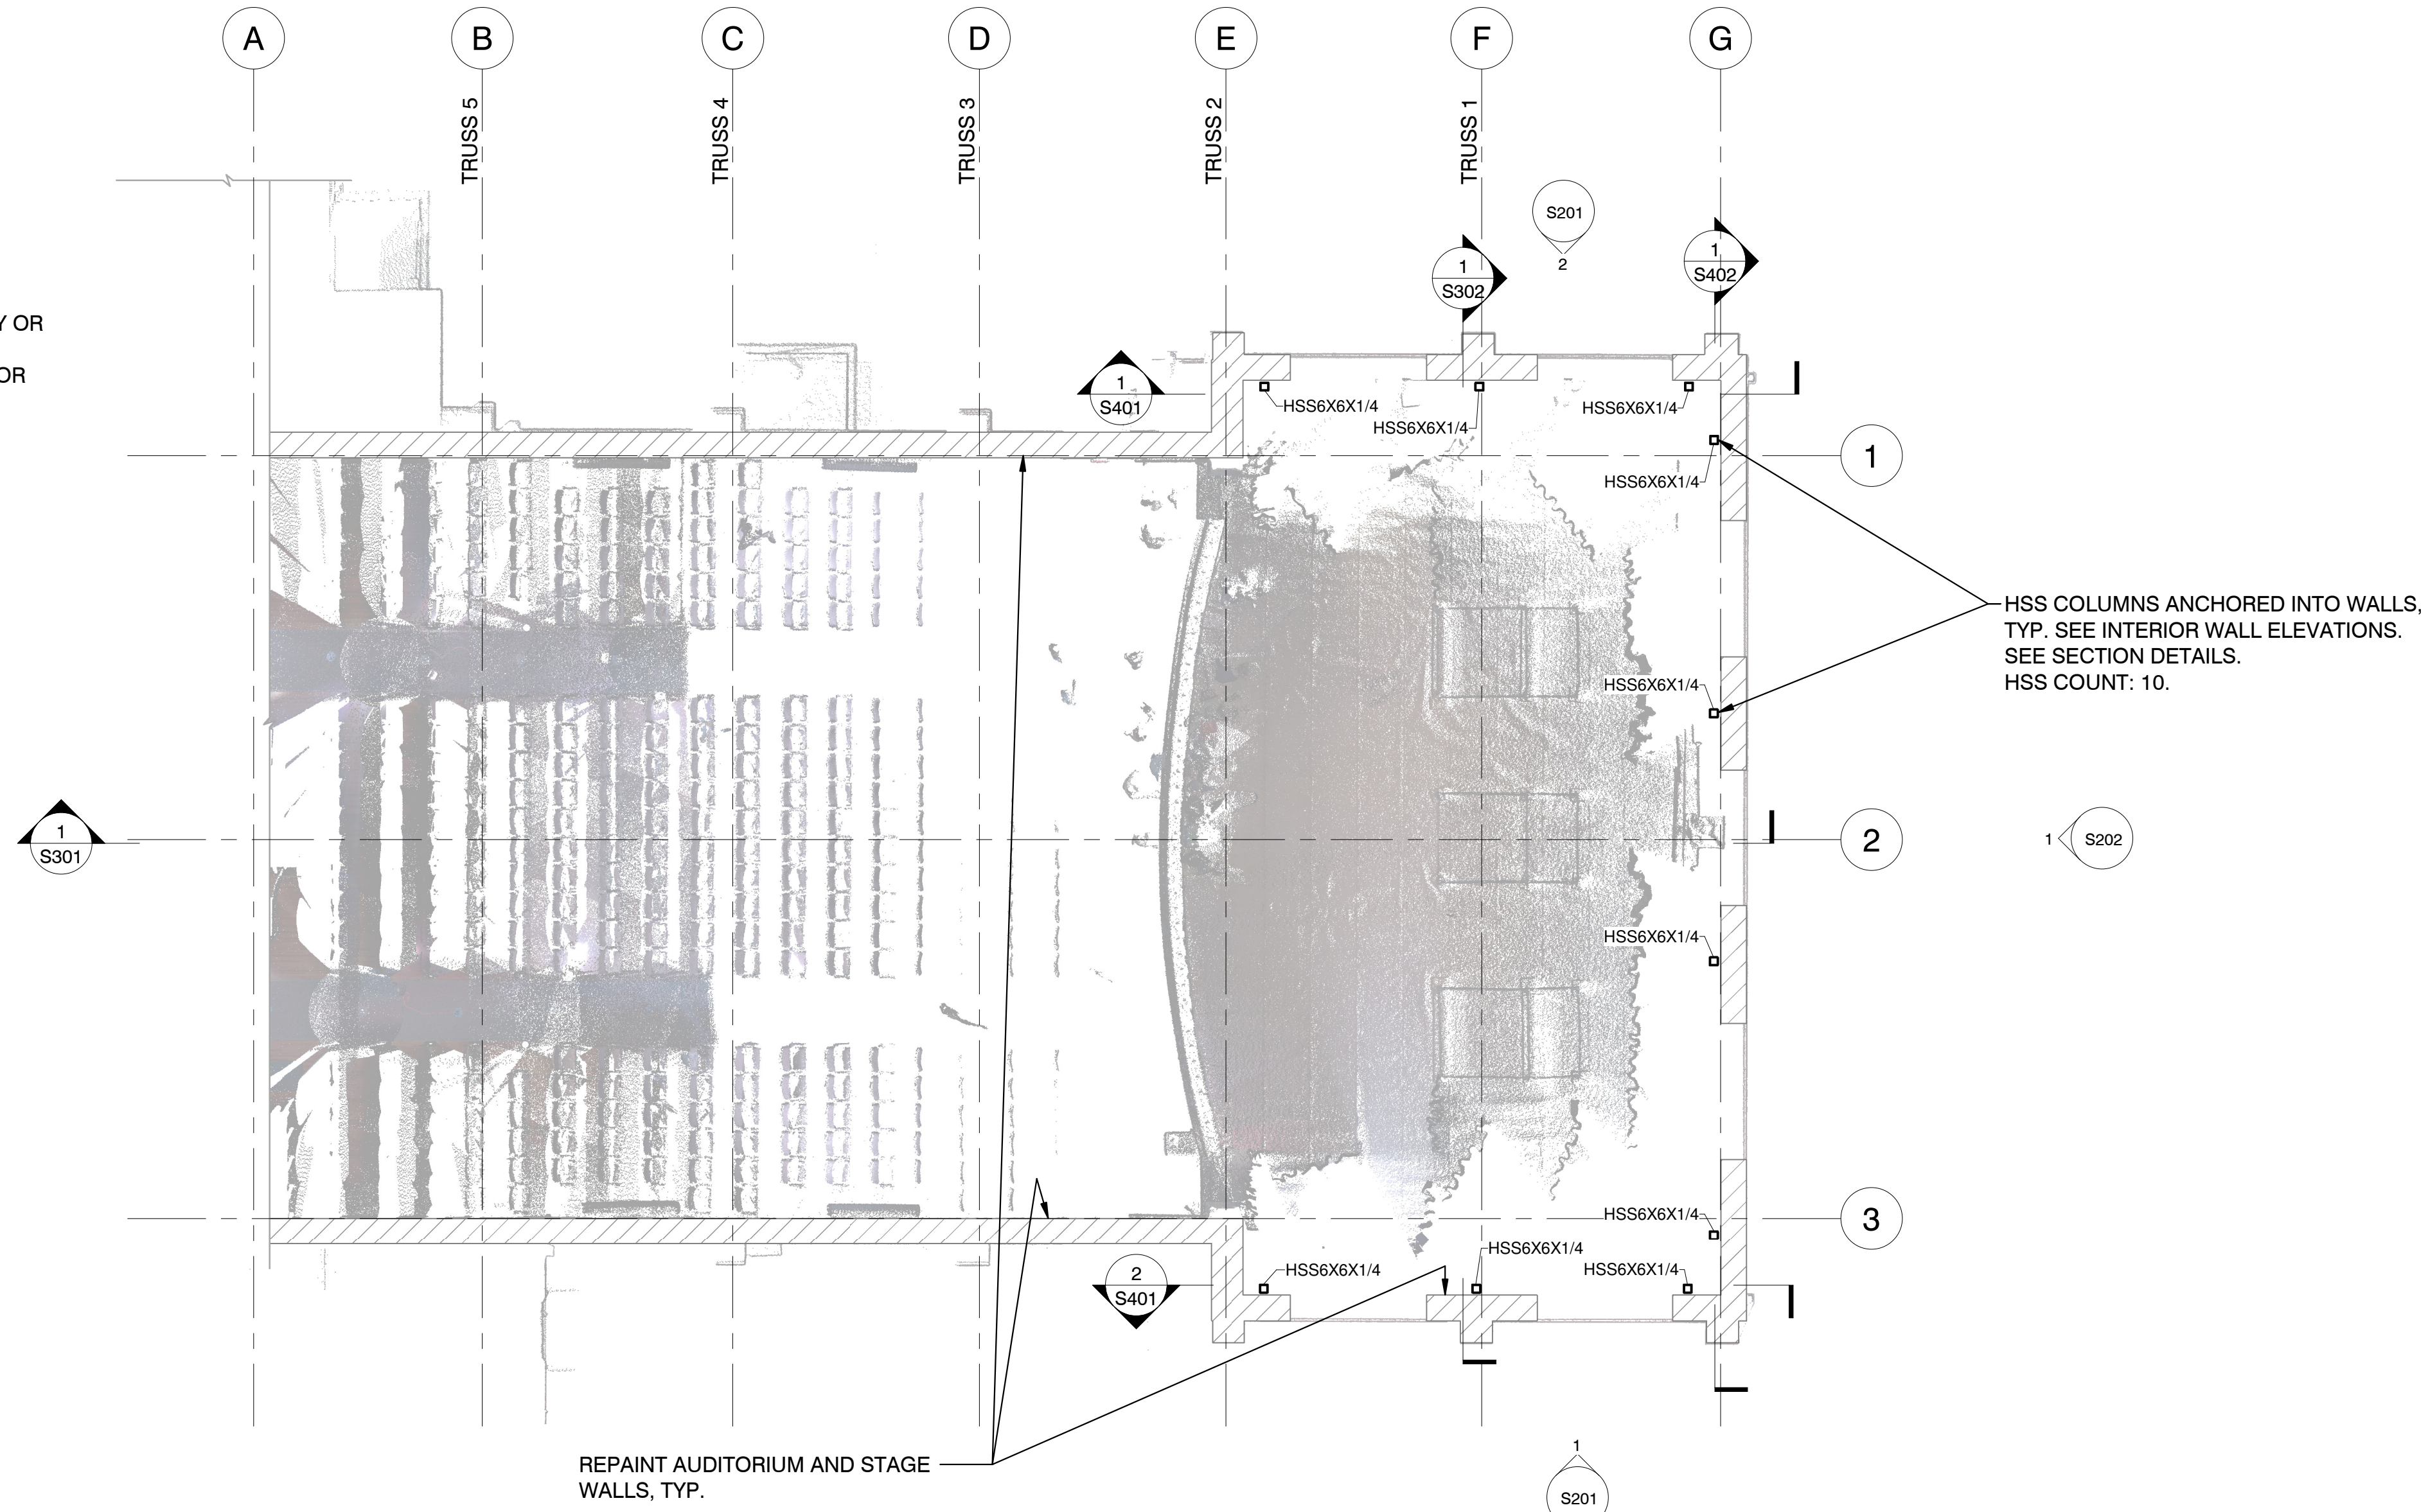 A
B
C
D
E
F
G
TRUSS 5
TRUSS 4
TRUSS 3
TRUSS 2
TRUSS 1
S201
2
1
S302
1
S402
Y OR
OR
1
S401
HSS6X6X1/4
HSS6X6X1/4
HSS6X6X1/4
1
HSS6X6X1/4
HSS COLUMNS ANCHORED INTO WALLS,
TYP. SEE INTERIOR WALL ELEVATIONS.
SEE SECTION DETAILS.
HSS COUNT: 10.
HSS6X6X1/4
1
S301
2
1
S202
HSS6X6X1/4
HSS6X6X1/4
3
HSS6X6X1/4
2
S401
HSS6X6X1/4
HSS6X6X1/4
REPAINT AUDITORIUM AND STAGE
WALLS, TYP.
1
S201